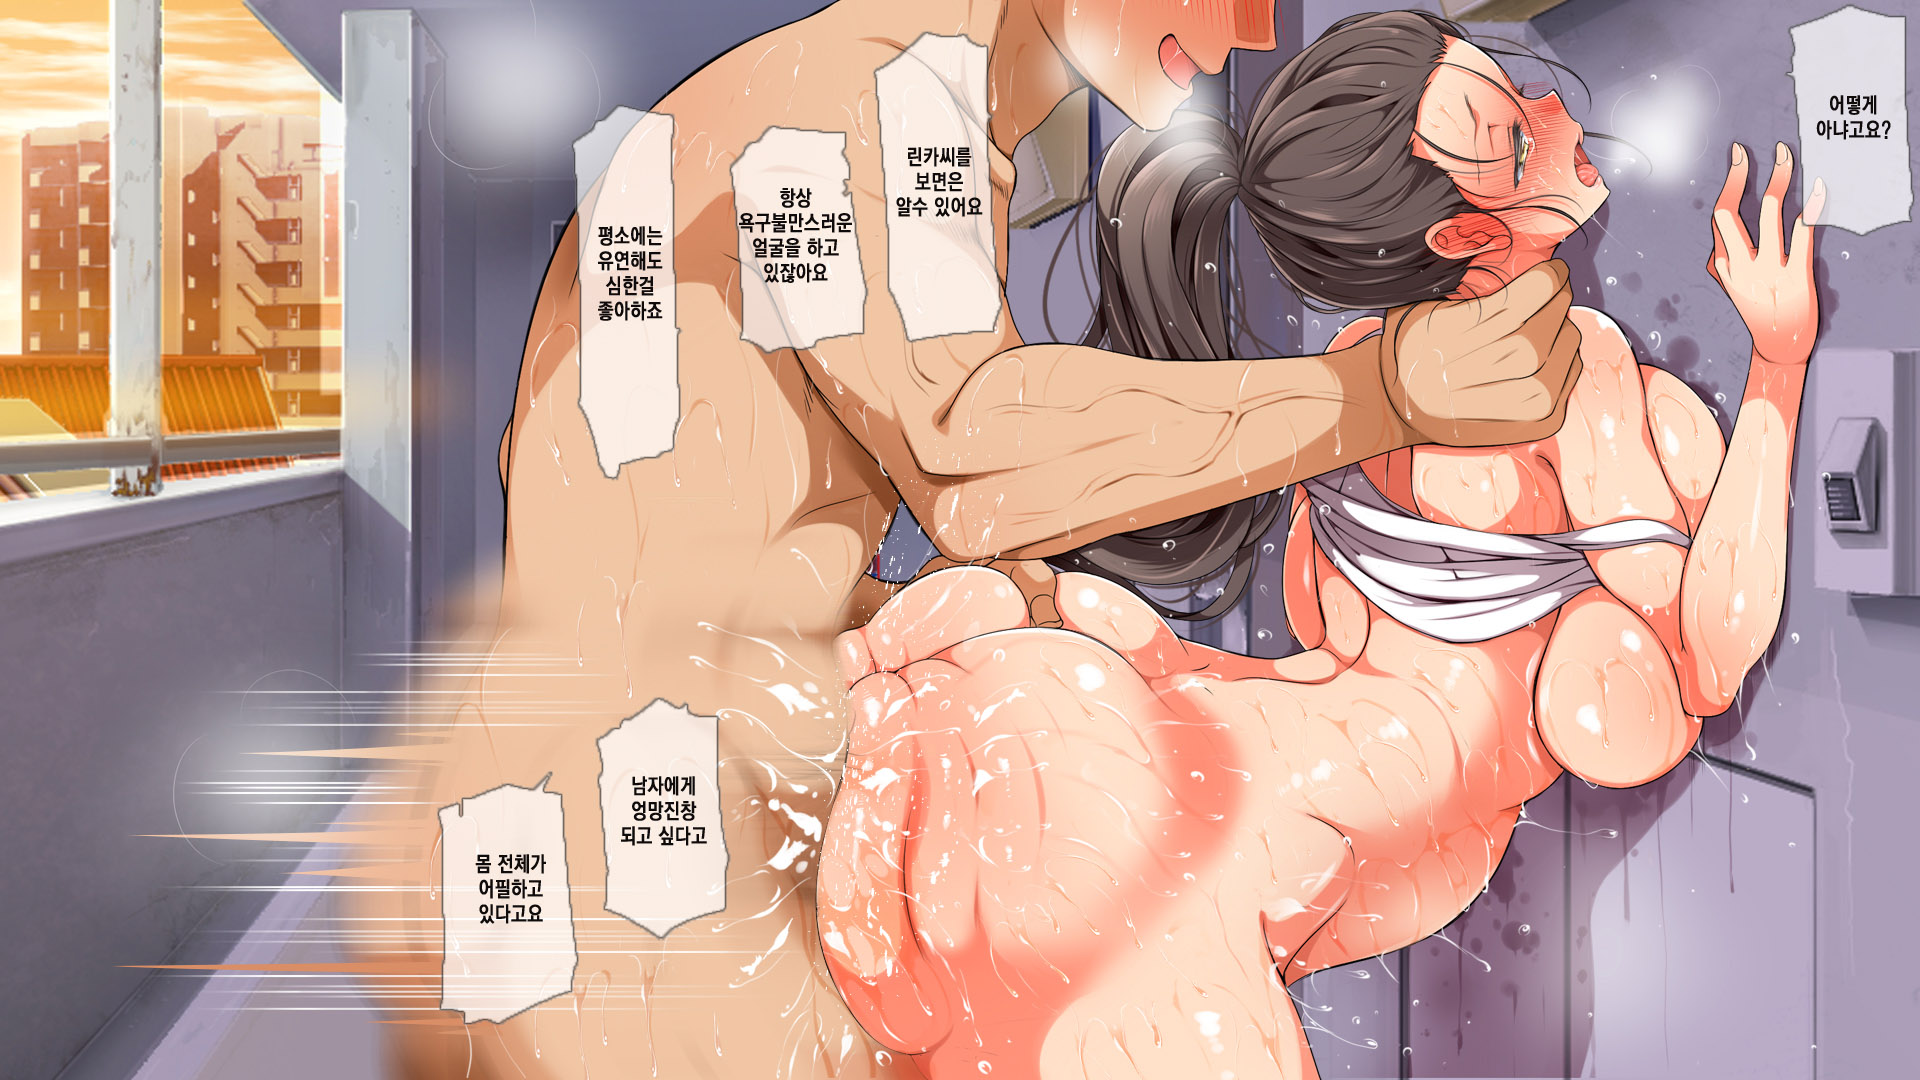 어떻게
아냐고요?
린카씨를
보면은
알수 있어요
항상
욕구불만스러운
얼굴을 하고
있잖아요
평소에는
유연해도
심한걸
좋아하죠
남자에게
엉망진창
되고 싶다고
몸 전체가
어필하고
있다고요